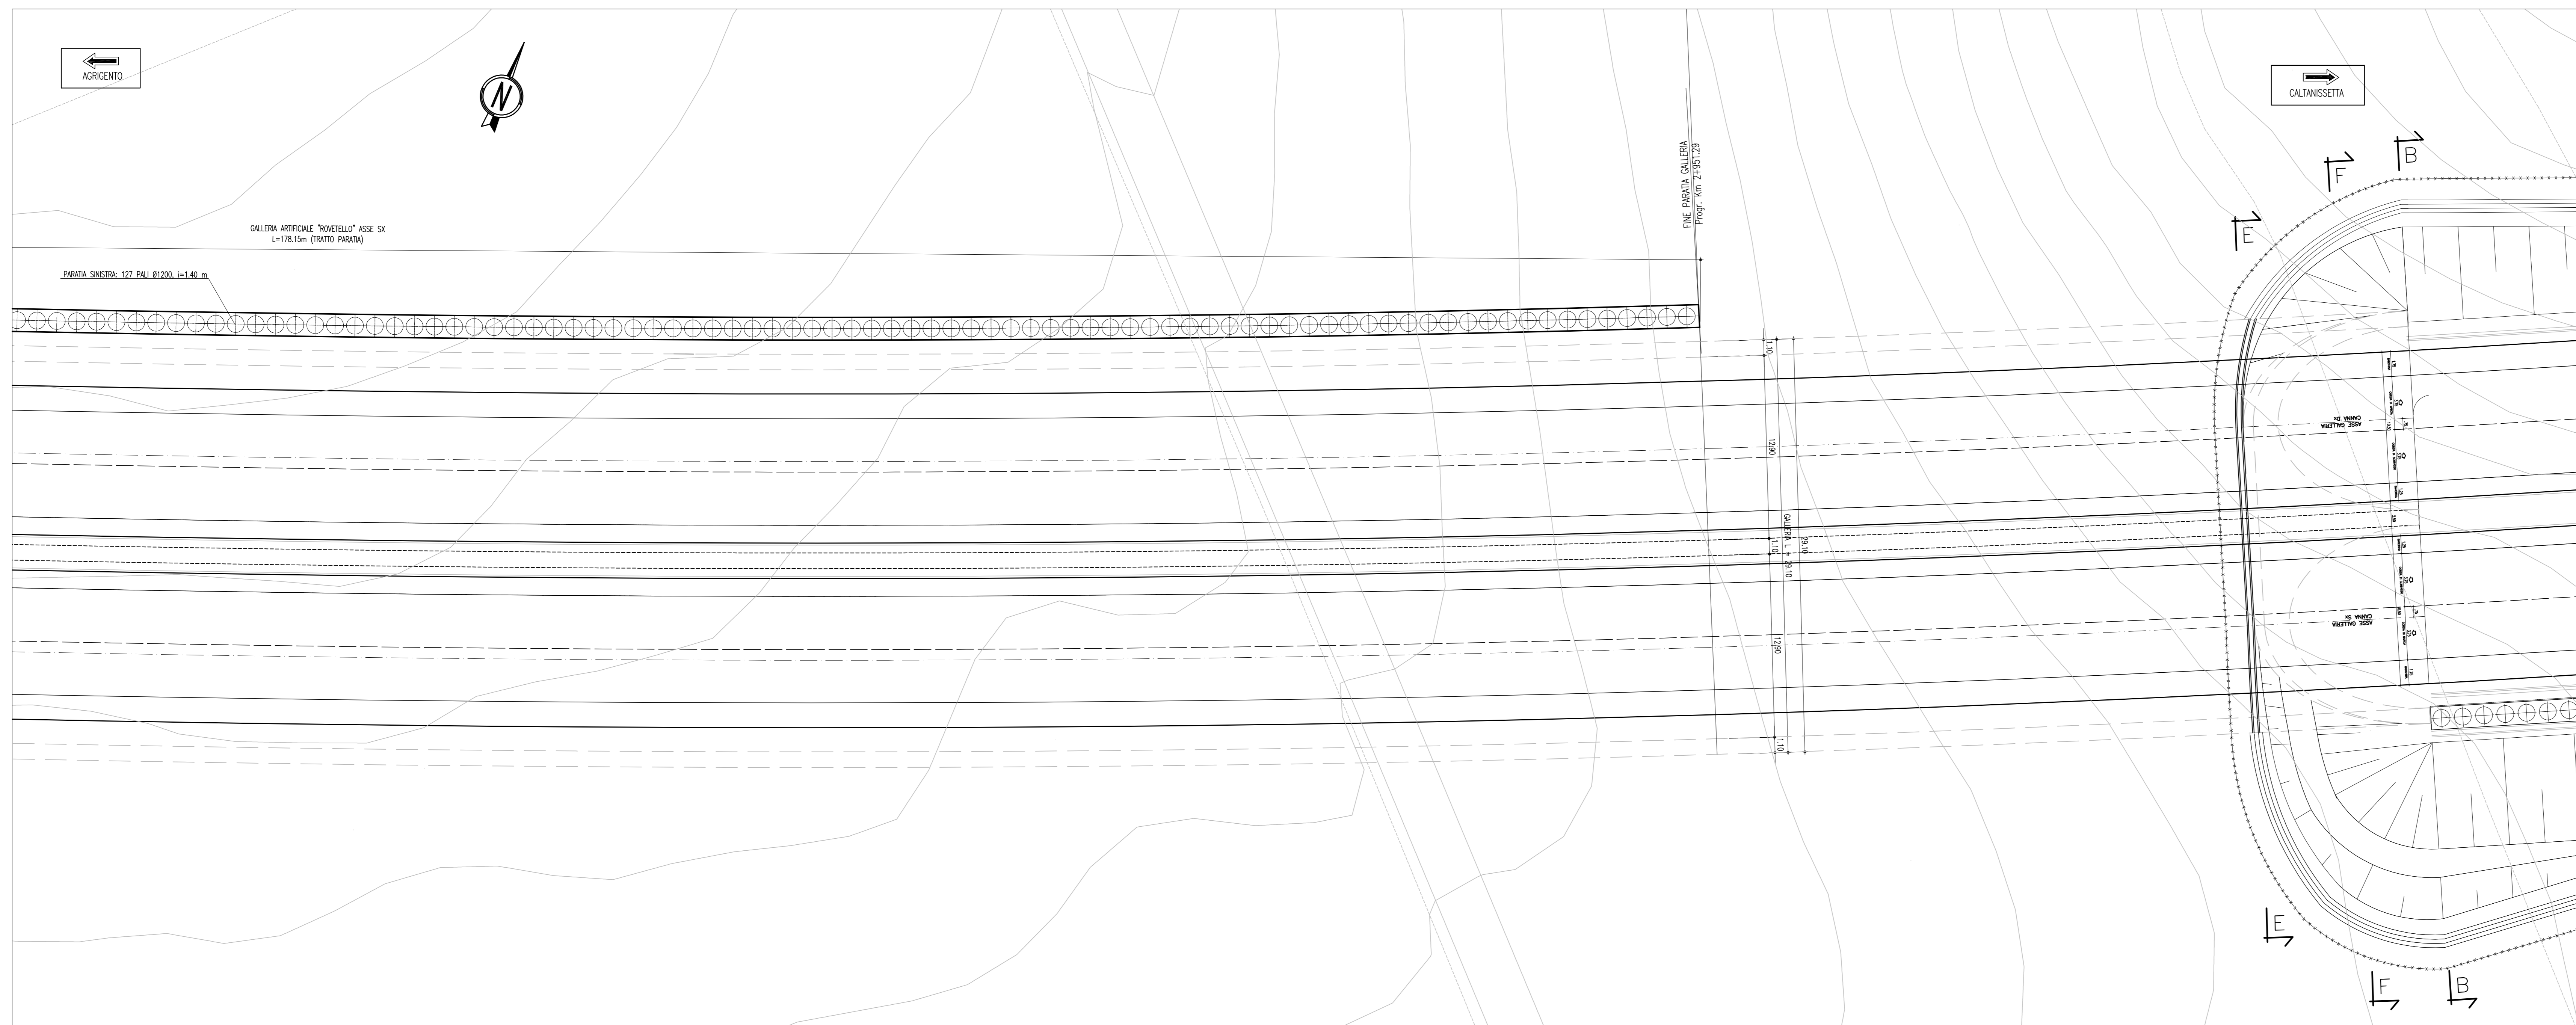 AGRIGENTO
N
CALTANISSETTA
GALLERIA ARTIFICIALE "ROVETELLO" ASSE SX
L=178.15m (TRATTO PARATIA)
PARATIA SINISTRA: 127 PALI Ø1200, i=1.40 m
FINE PARATIA GALLERIA
Progr. Km 2+951.29
B
F
E
1.10
12.90
1.10
GALLERIA L = 29.10
29.10
12.90
1.10
ASSE GALLERIA
CANNA Dx
ASSE GALLERIA
CANNA Sx
E
F
B